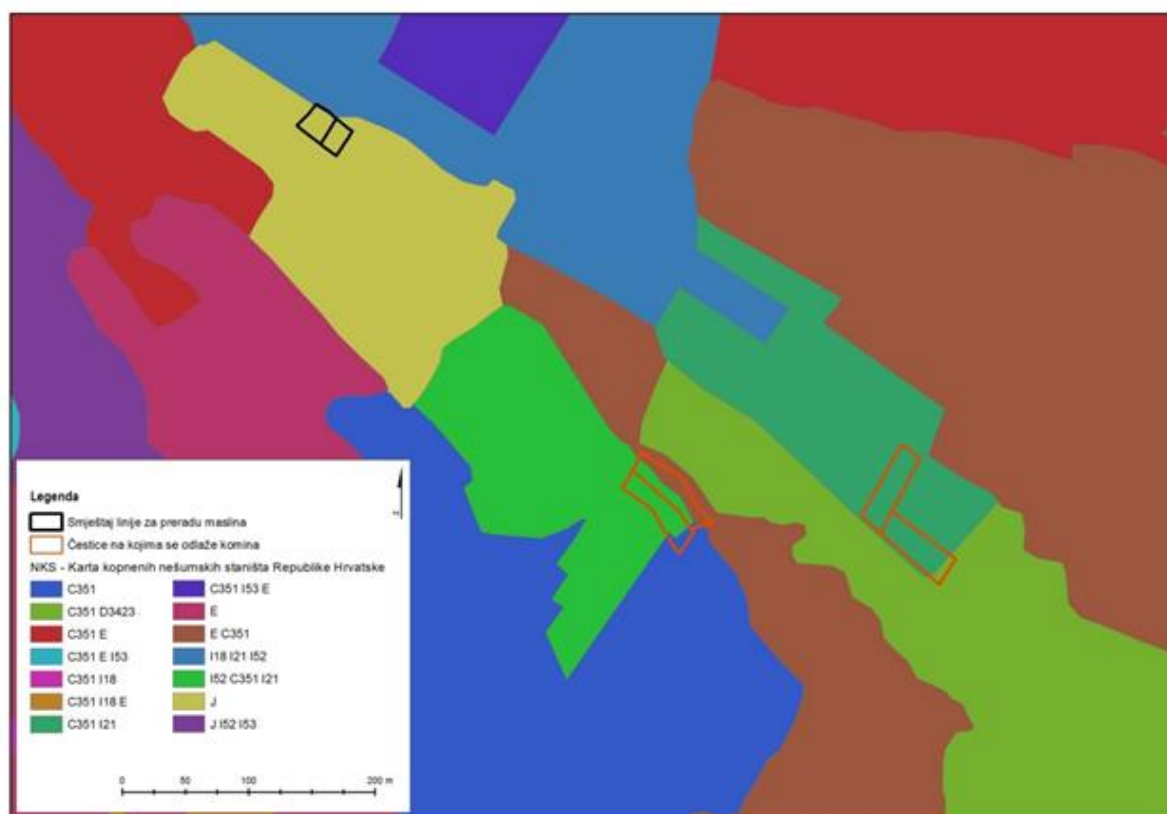 Legenda
Smještaj linije za preradu maslina
Čestice na kojima se odlaže komina
NKS - Karta kopnenih nešumskih staništa Republike Hrvatske
C351
C351 D3423
C351 E
C351 E I53
C351 I18
C351 I18 E
C351 I21
C351 I53 E
E
E C351
I18 I21 I52
I52 C351 I21
J
J I52 I53
0 50 100 200 m